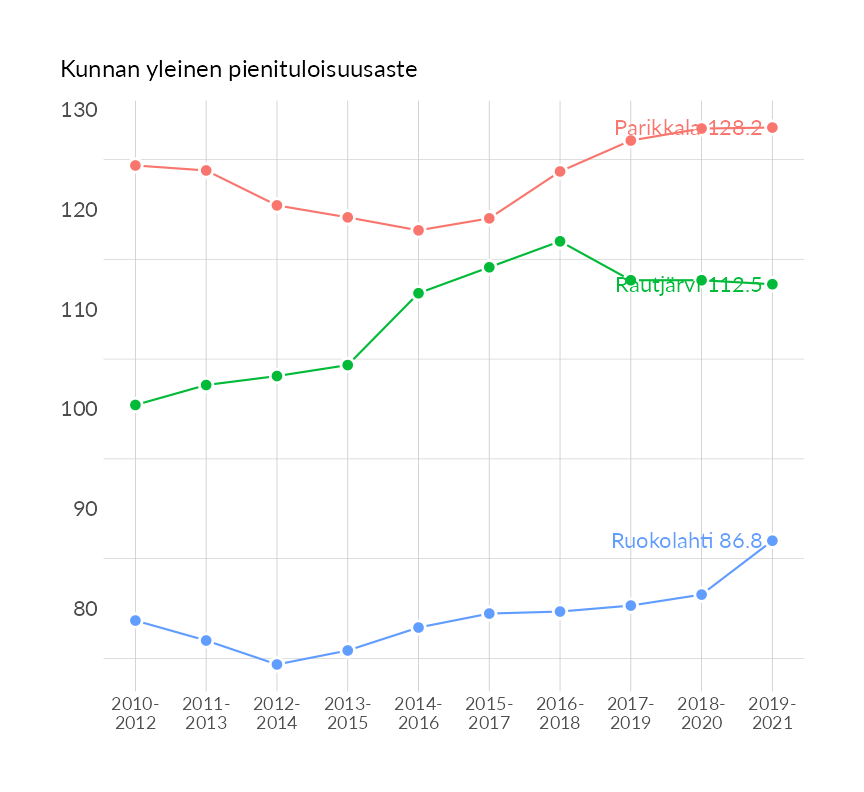 Kunnan yleinen pienituloisuusaste
130
Parikkala 128.2
120
Rautjärvi 112.5
110
100
90
Ruokolahti 86.8
80
2010- 2011- 2012- 2013- 2014- 2015- 2016- 2017- 2018- 2019-
2012 2013 2014 2015 2016 2017 2018 2019 2020 2021